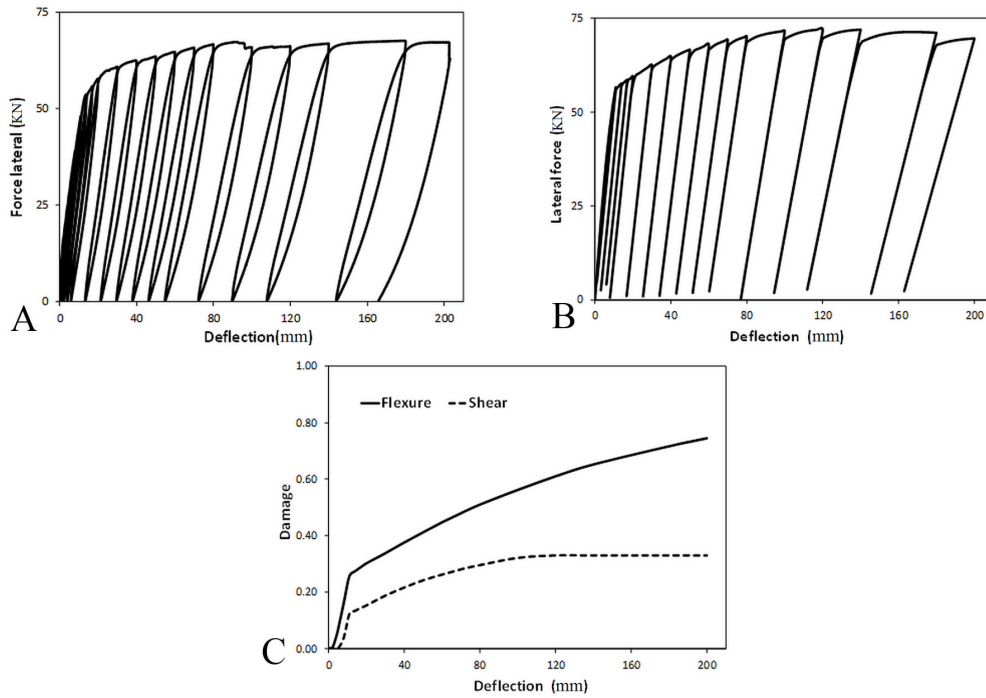 75
50
25
0
Force lateral (KN)
0 40 80 120 160 200
Deflection(mm)
A
75
50
25
0
Lateral force (KN)
0 40 80 120 160 200
Deflection (mm)
B
1.00
0.80
0.60
0.40
0.20
0.00
Damage
Flexure Shear
0 40 80 120 160 200
Deflection (mm)
C